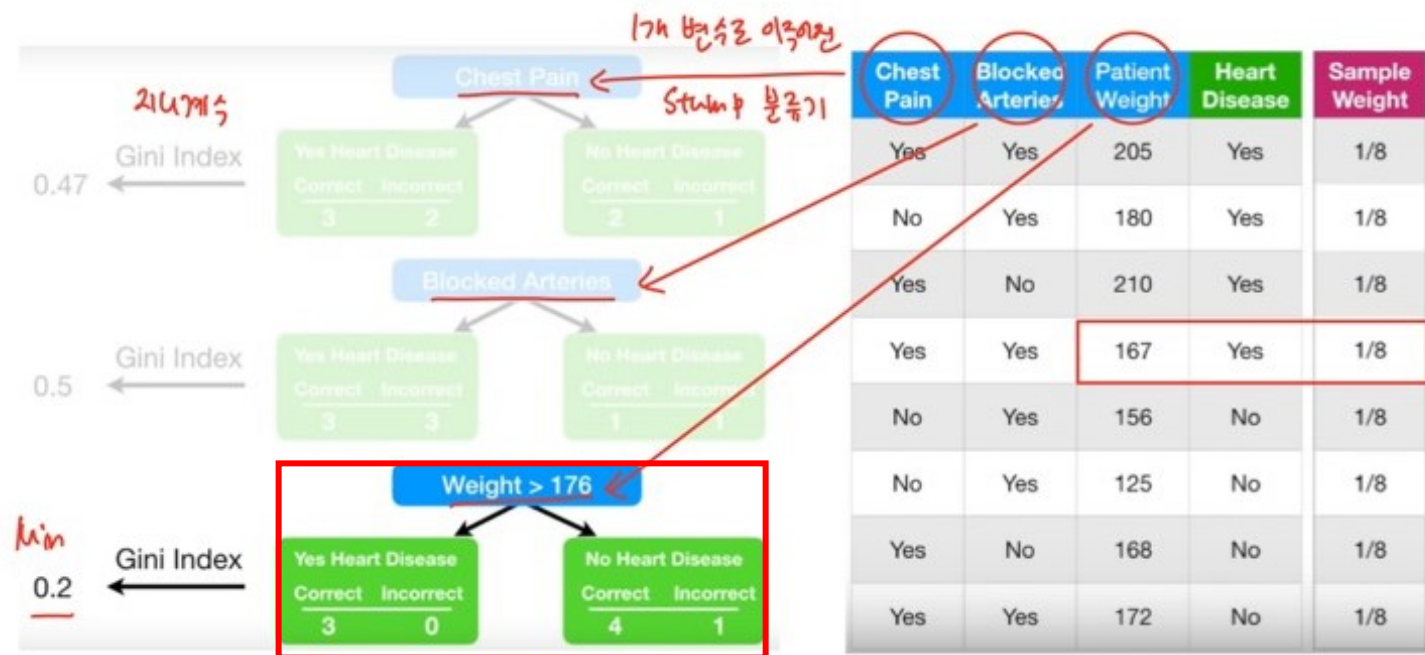 1개 변수로 이루어진
Stump 분류기
지니계수
Chest Pain
Gini Index
0.47
Yes Heart Disease
Correct Incorrect
3 2
No Heart Disease
Correct Incorrect
2 1
Blocked Arteries
Gini Index
0.5
Yes Heart Disease
Correct Incorrect
3 3
No Heart Disease
Correct Incorrect
1 1
Weight > 176
Min
Gini Index
0.2
Yes Heart Disease
Correct Incorrect
3 0
No Heart Disease
Correct Incorrect
4 1
Chest Pain Blocked Arteries Patient Weight Heart Disease Sample Weight
Yes Yes 205 Yes 1/8
No Yes 180 Yes 1/8
Yes No 210 Yes 1/8
Yes Yes 167 Yes 1/8
No Yes 156 No 1/8
No Yes 125 No 1/8
Yes No 168 No 1/8
Yes Yes 172 No 1/8